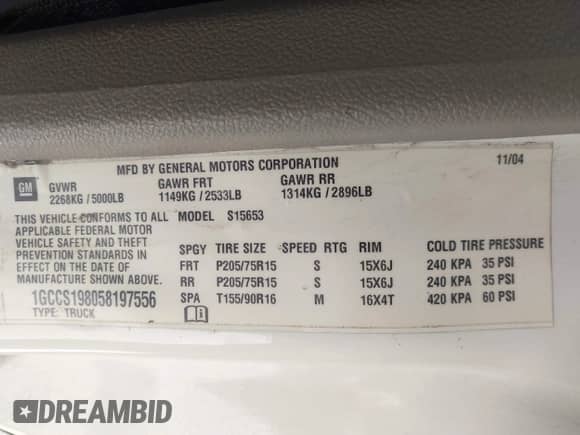 MFD BY GENERAL MOTORS CORPORATION 11/04
GM GVWR GAWR FRT GAWR RR
2268KG / 5000LB 1149KG / 2533LB 1314KG / 2896LB
THIS VEHICLE CONFORMS TO ALL MODEL S15653
APPLICABLE FEDERAL MOTOR
VEHICLE SAFETY AND THEFT SPGY TIRE SIZE SPEED RTG RIM COLD TIRE PRESSURE
PREVENTION STANDARDS IN FRT P205/75R15 S 15X6J 240 KPA 35 PSI
EFFECT ON THE DATE OF RR P205/75R15 S 15X6J 240 KPA 35 PSI
MANUFACTURE SHOWN ABOVE.
1GCCS198058197556 SPA T155/90R16 M 16X4T 420 KPA 60 PSI
TYPE: TRUCK
DREAMBID